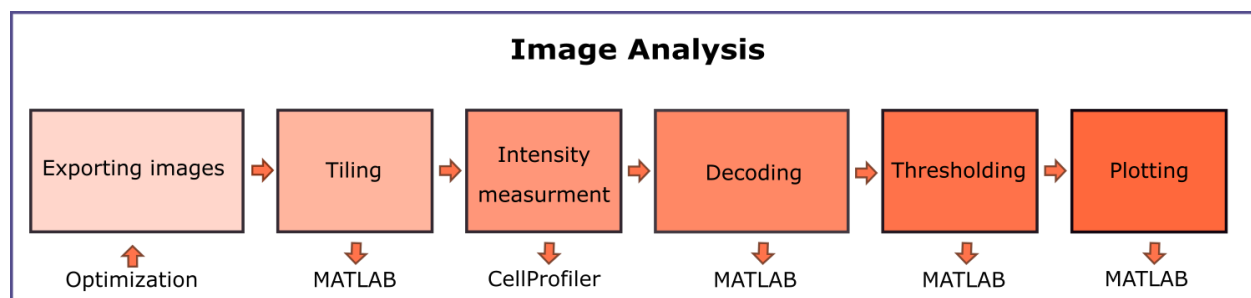 Image Analysis
Exporting images
Tiling
Intensity
measurment
Decoding
Thresholding
Plotting
Optimization
MATLAB
CellProfiler
MATLAB
MATLAB
MATLAB